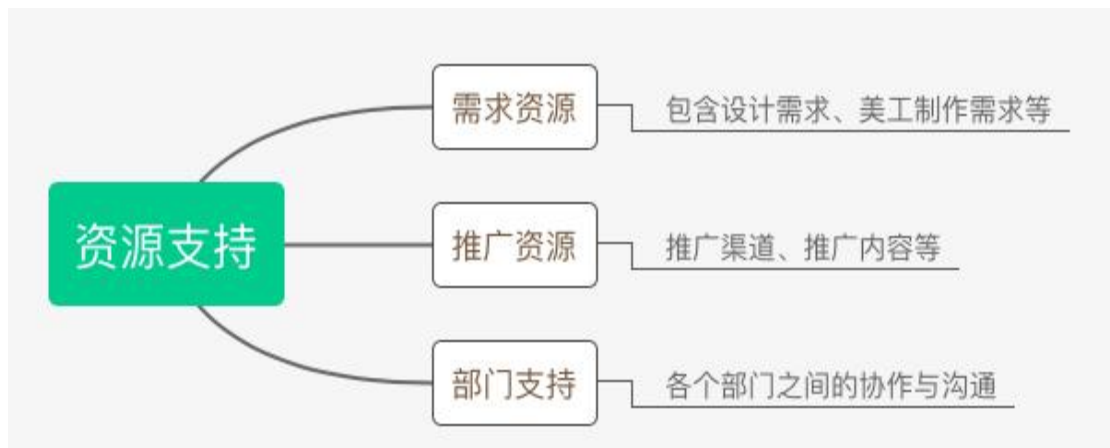 资源支持
需求资源
包含设计需求、美工制作需求等
推广资源
推广渠道、推广内容等
部门支持
各个部门之间的协作与沟通